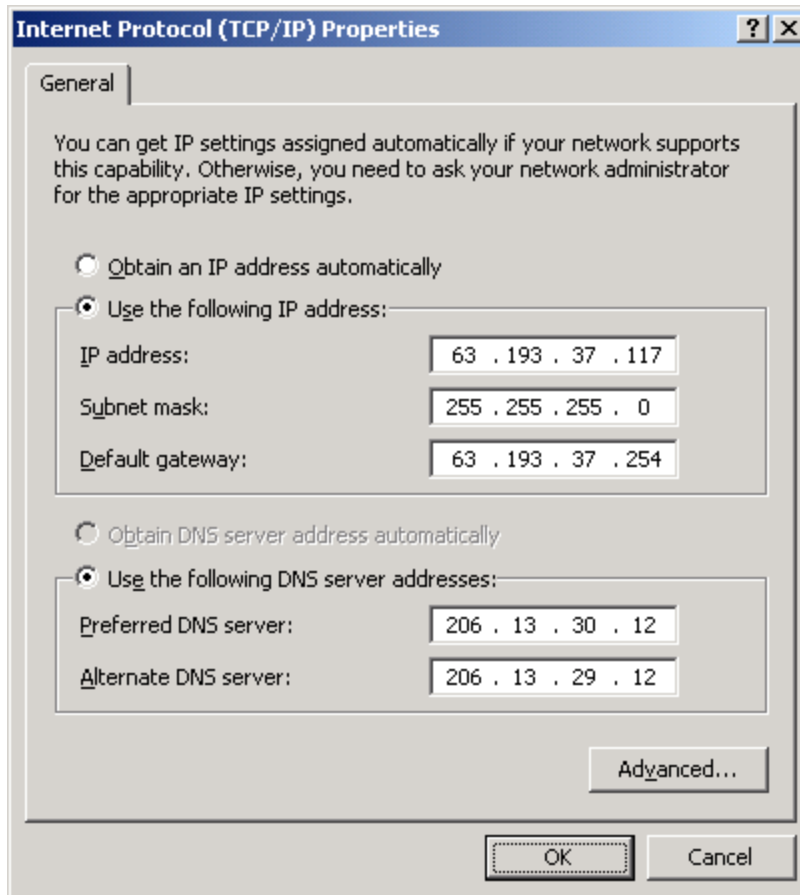 Internet Protocol (TCP/IP) Properties
General
You can get IP settings assigned automatically if your network supports
this capability. Otherwise, you need to ask your network administrator
for the appropriate IP settings.
Obtain an IP address automatically
Use the following IP address:
IP address: 63 . 193 . 37 . 117
Subnet mask: 255 . 255 . 255 . 0
Default gateway: 63 . 193 . 37 . 254
Obtain DNS server address automatically
Use the following DNS server addresses:
Preferred DNS server: 206 . 13 . 30 . 12
Alternate DNS server: 206 . 13 . 29 . 12
Advanced...
OK Cancel